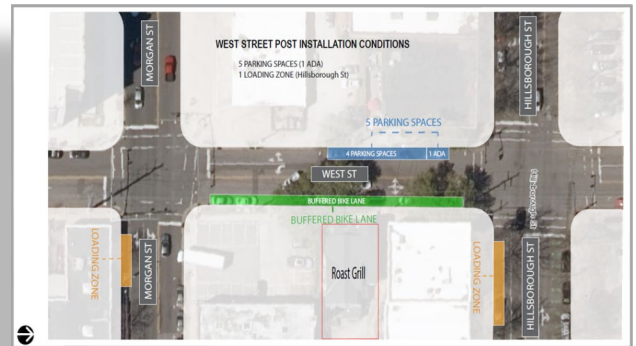 WEST STREET POST INSTALLATION CONDITIONS
5 PARKING SPACES (1 ADA)
1 LOADING ZONE (Hillsborough St)
MORGAN ST
HILLSBOROUGH ST
5 PARKING SPACES
4 PARKING SPACES
1 ADA
WEST ST
BUFFERED BIKE LANE
BUFFERED BIKE LANE
LOADING ZONE
MORGAN ST
Roast Grill
LOADING ZONE
HILLSBOROUGH ST